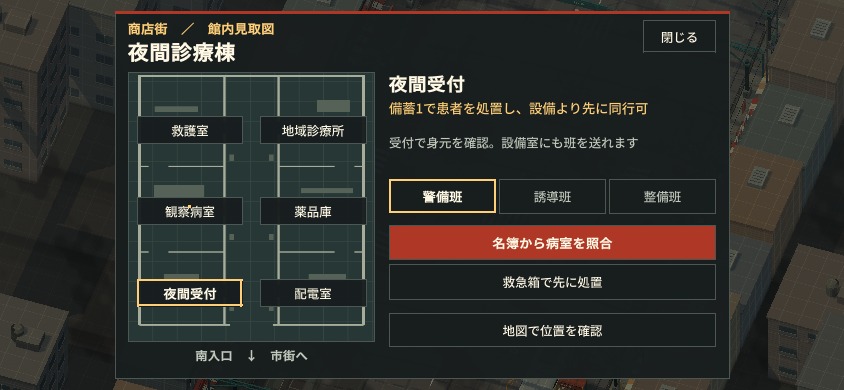 商店街　／　館内見取図
夜間診療棟
閉じる
救護室
地域診療所
観察病室
薬品庫
夜間受付
配電室
南入口　↓　市街へ
夜間受付
備蓄1で患者を処置し、設備より先に同行可
受付で身元を確認。設備室にも班を送れます
警備班
誘導班
整備班
名簿から病室を照合
救急箱で先に処置
地図で位置を確認